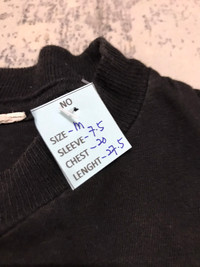 NO
SIZE - M
SLEEVE - 7.5
CHEST - 20
LENGHT - 27.5